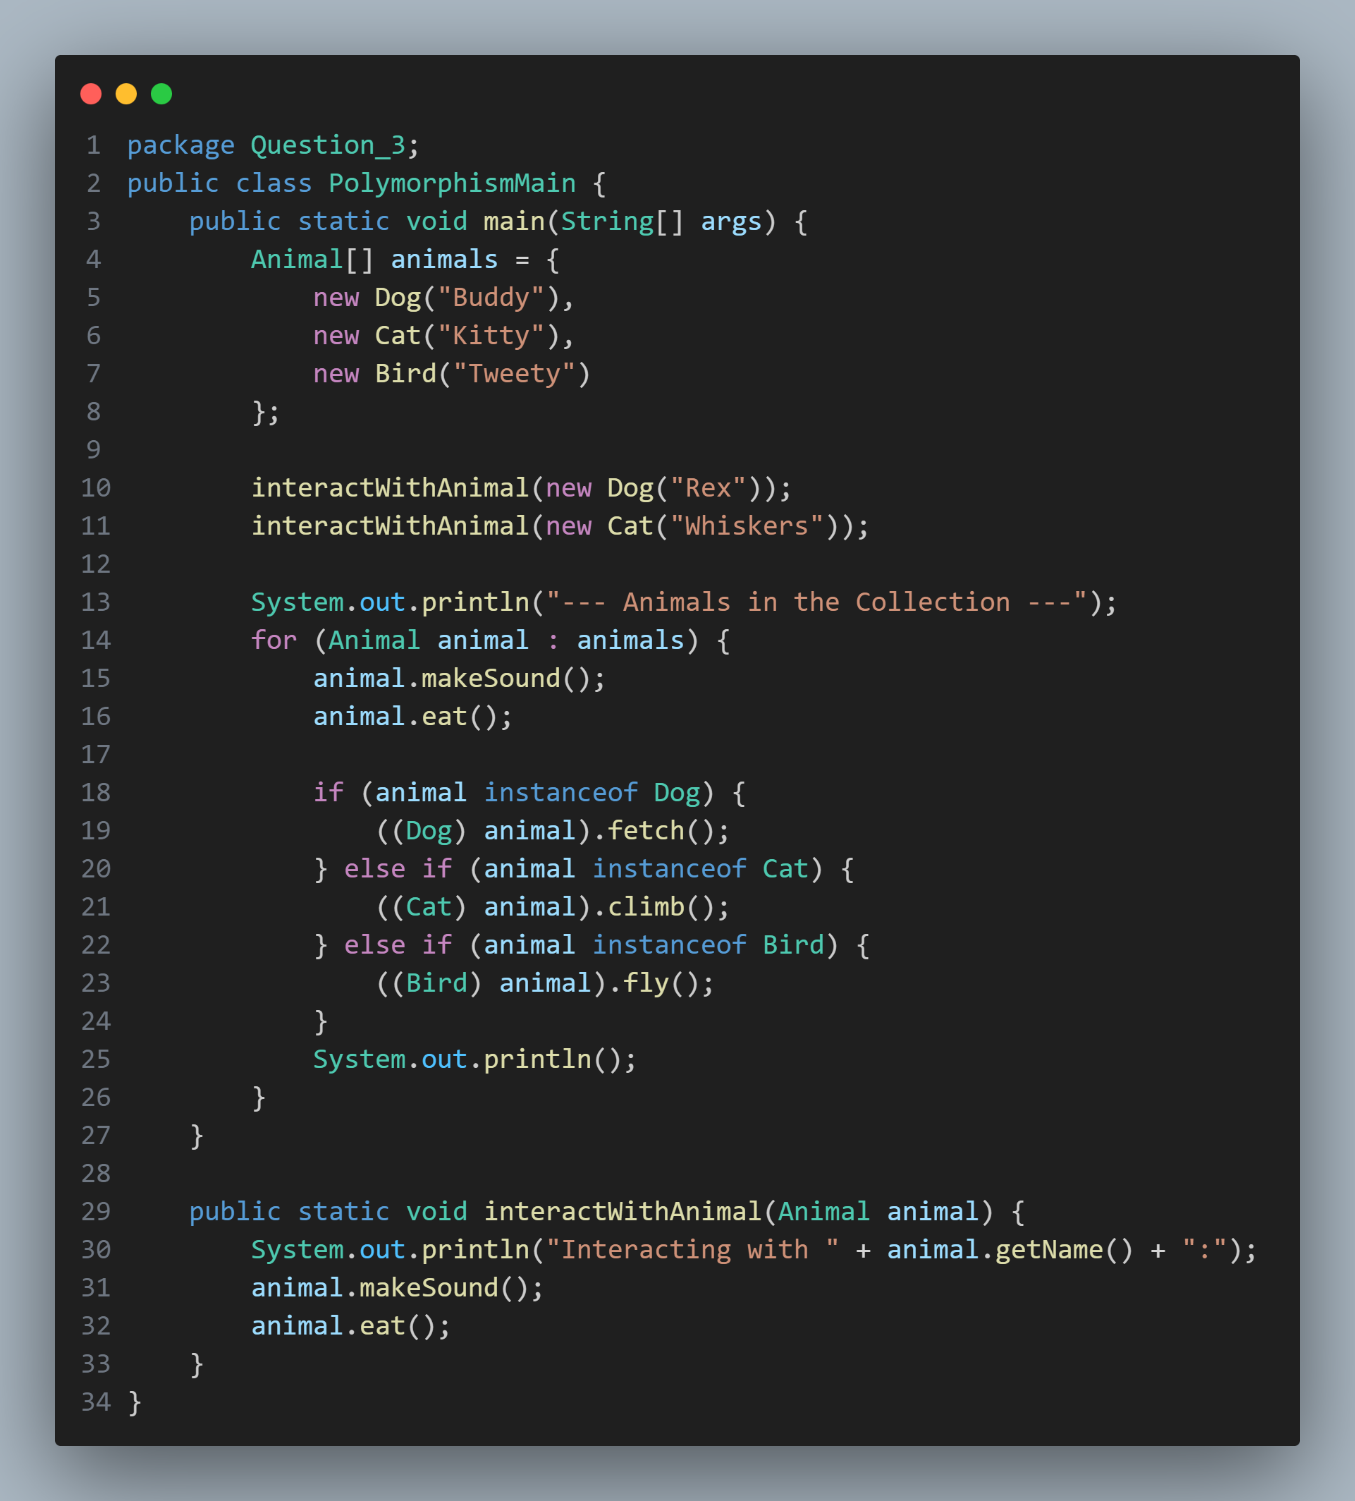 1 package Question_3;
2 public class PolymorphismMain {
3     public static void main(String[] args) {
4         Animal[] animals = {
5             new Dog("Buddy"),
6             new Cat("Kitty"),
7             new Bird("Tweety")
8         };
9
10         interactWithAnimal(new Dog("Rex"));
11         interactWithAnimal(new Cat("Whiskers"));
12
13         System.out.println("--- Animals in the Collection ---");
14         for (Animal animal : animals) {
15             animal.makeSound();
16             animal.eat();
17
18             if (animal instanceof Dog) {
19                 ((Dog) animal).fetch();
20             } else if (animal instanceof Cat) {
21                 ((Cat) animal).climb();
22             } else if (animal instanceof Bird) {
23                 ((Bird) animal).fly();
24             }
25             System.out.println();
26         }
27     }
28
29     public static void interactWithAnimal(Animal animal) {
30         System.out.println("Interacting with " + animal.getName() + ":");
31         animal.makeSound();
32         animal.eat();
33     }
34 }